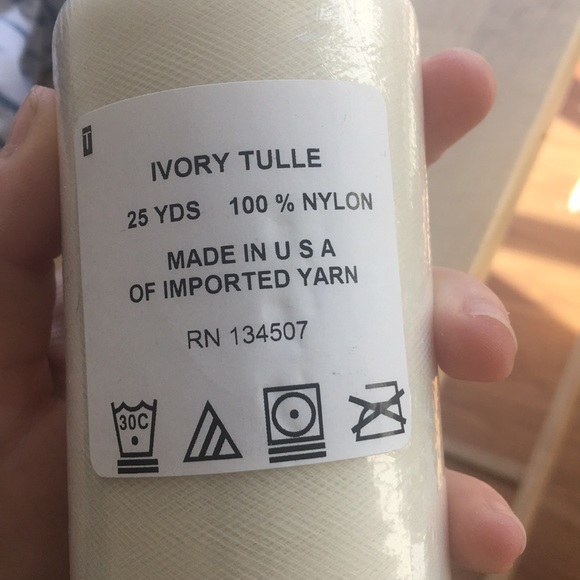 T
IVORY TULLE
25 YDS 100 % NYLON
MADE IN U S A
OF IMPORTED YARN
RN 134507
30C